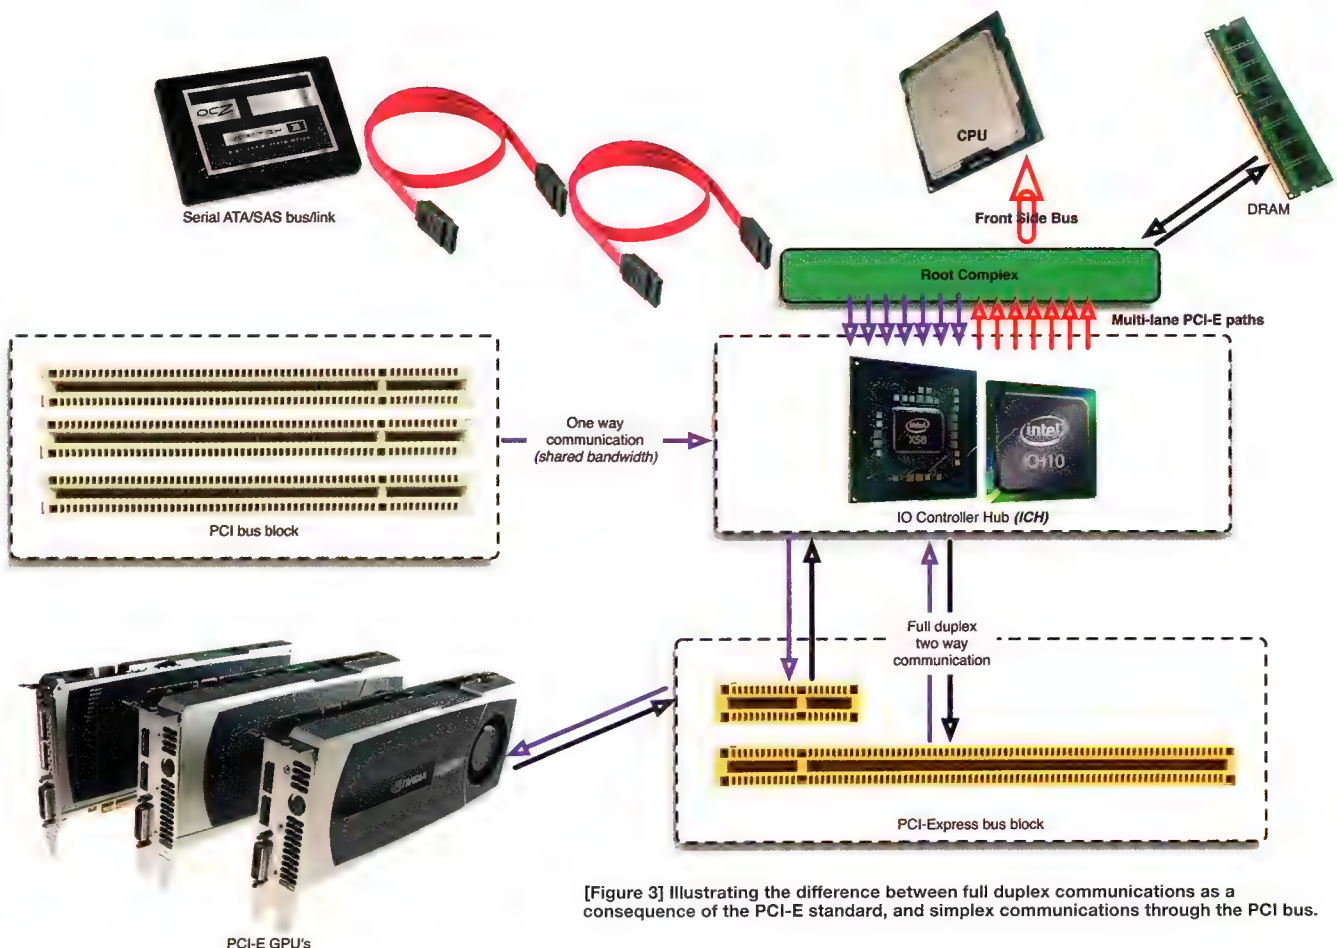 OCZ
Serial ATA/SAS bus/link
CPU
Front Side Bus
DRAM
Root Complex
Multi-lane PCI-E paths
One way
communication
(shared bandwidth)
PCI bus block
intel
X58
intel
IO Controller Hub (ICH)
Full duplex
two way
communication
PCI-Express bus block
PCI-E GPU's
[Figure 3] Illustrating the difference between full duplex communications as a
consequence of the PCI-E standard, and simplex communications through the PCI bus.